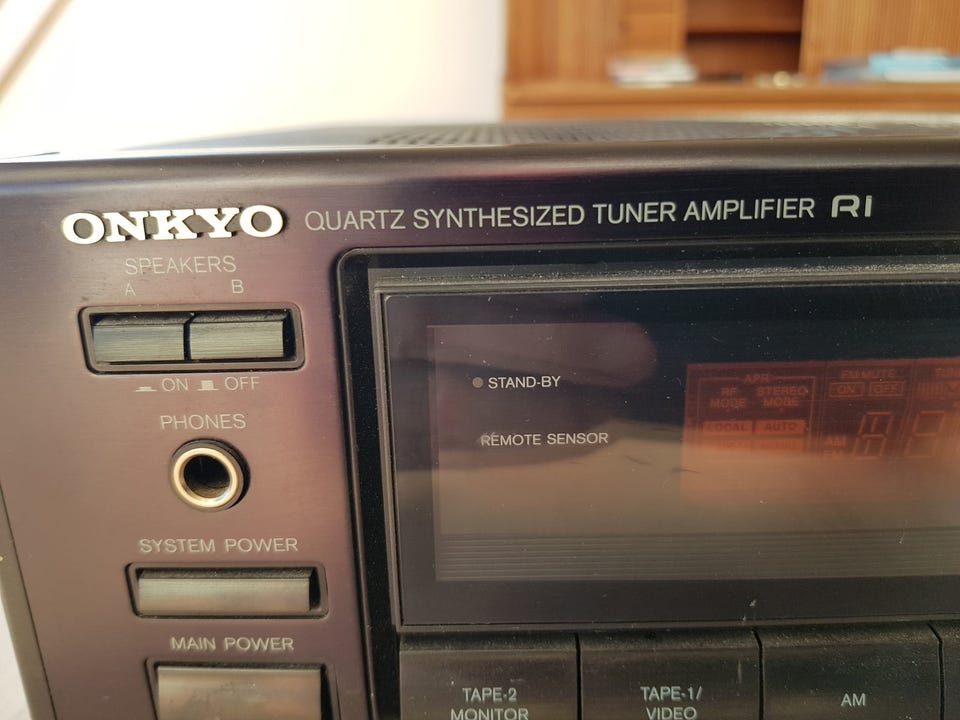 ONKYO QUARTZ SYNTHESIZED TUNER AMPLIFIER RI
SPEAKERS
A B
ON OFF
PHONES
SYSTEM POWER
MAIN POWER
STAND-BY
REMOTE SENSOR
APR
RF MODE STEREO MODE
LOCAL AUTO
FM MUTE
ON OFF
AM
TAPE-2
MONITOR
TAPE-1/
VIDEO
AM